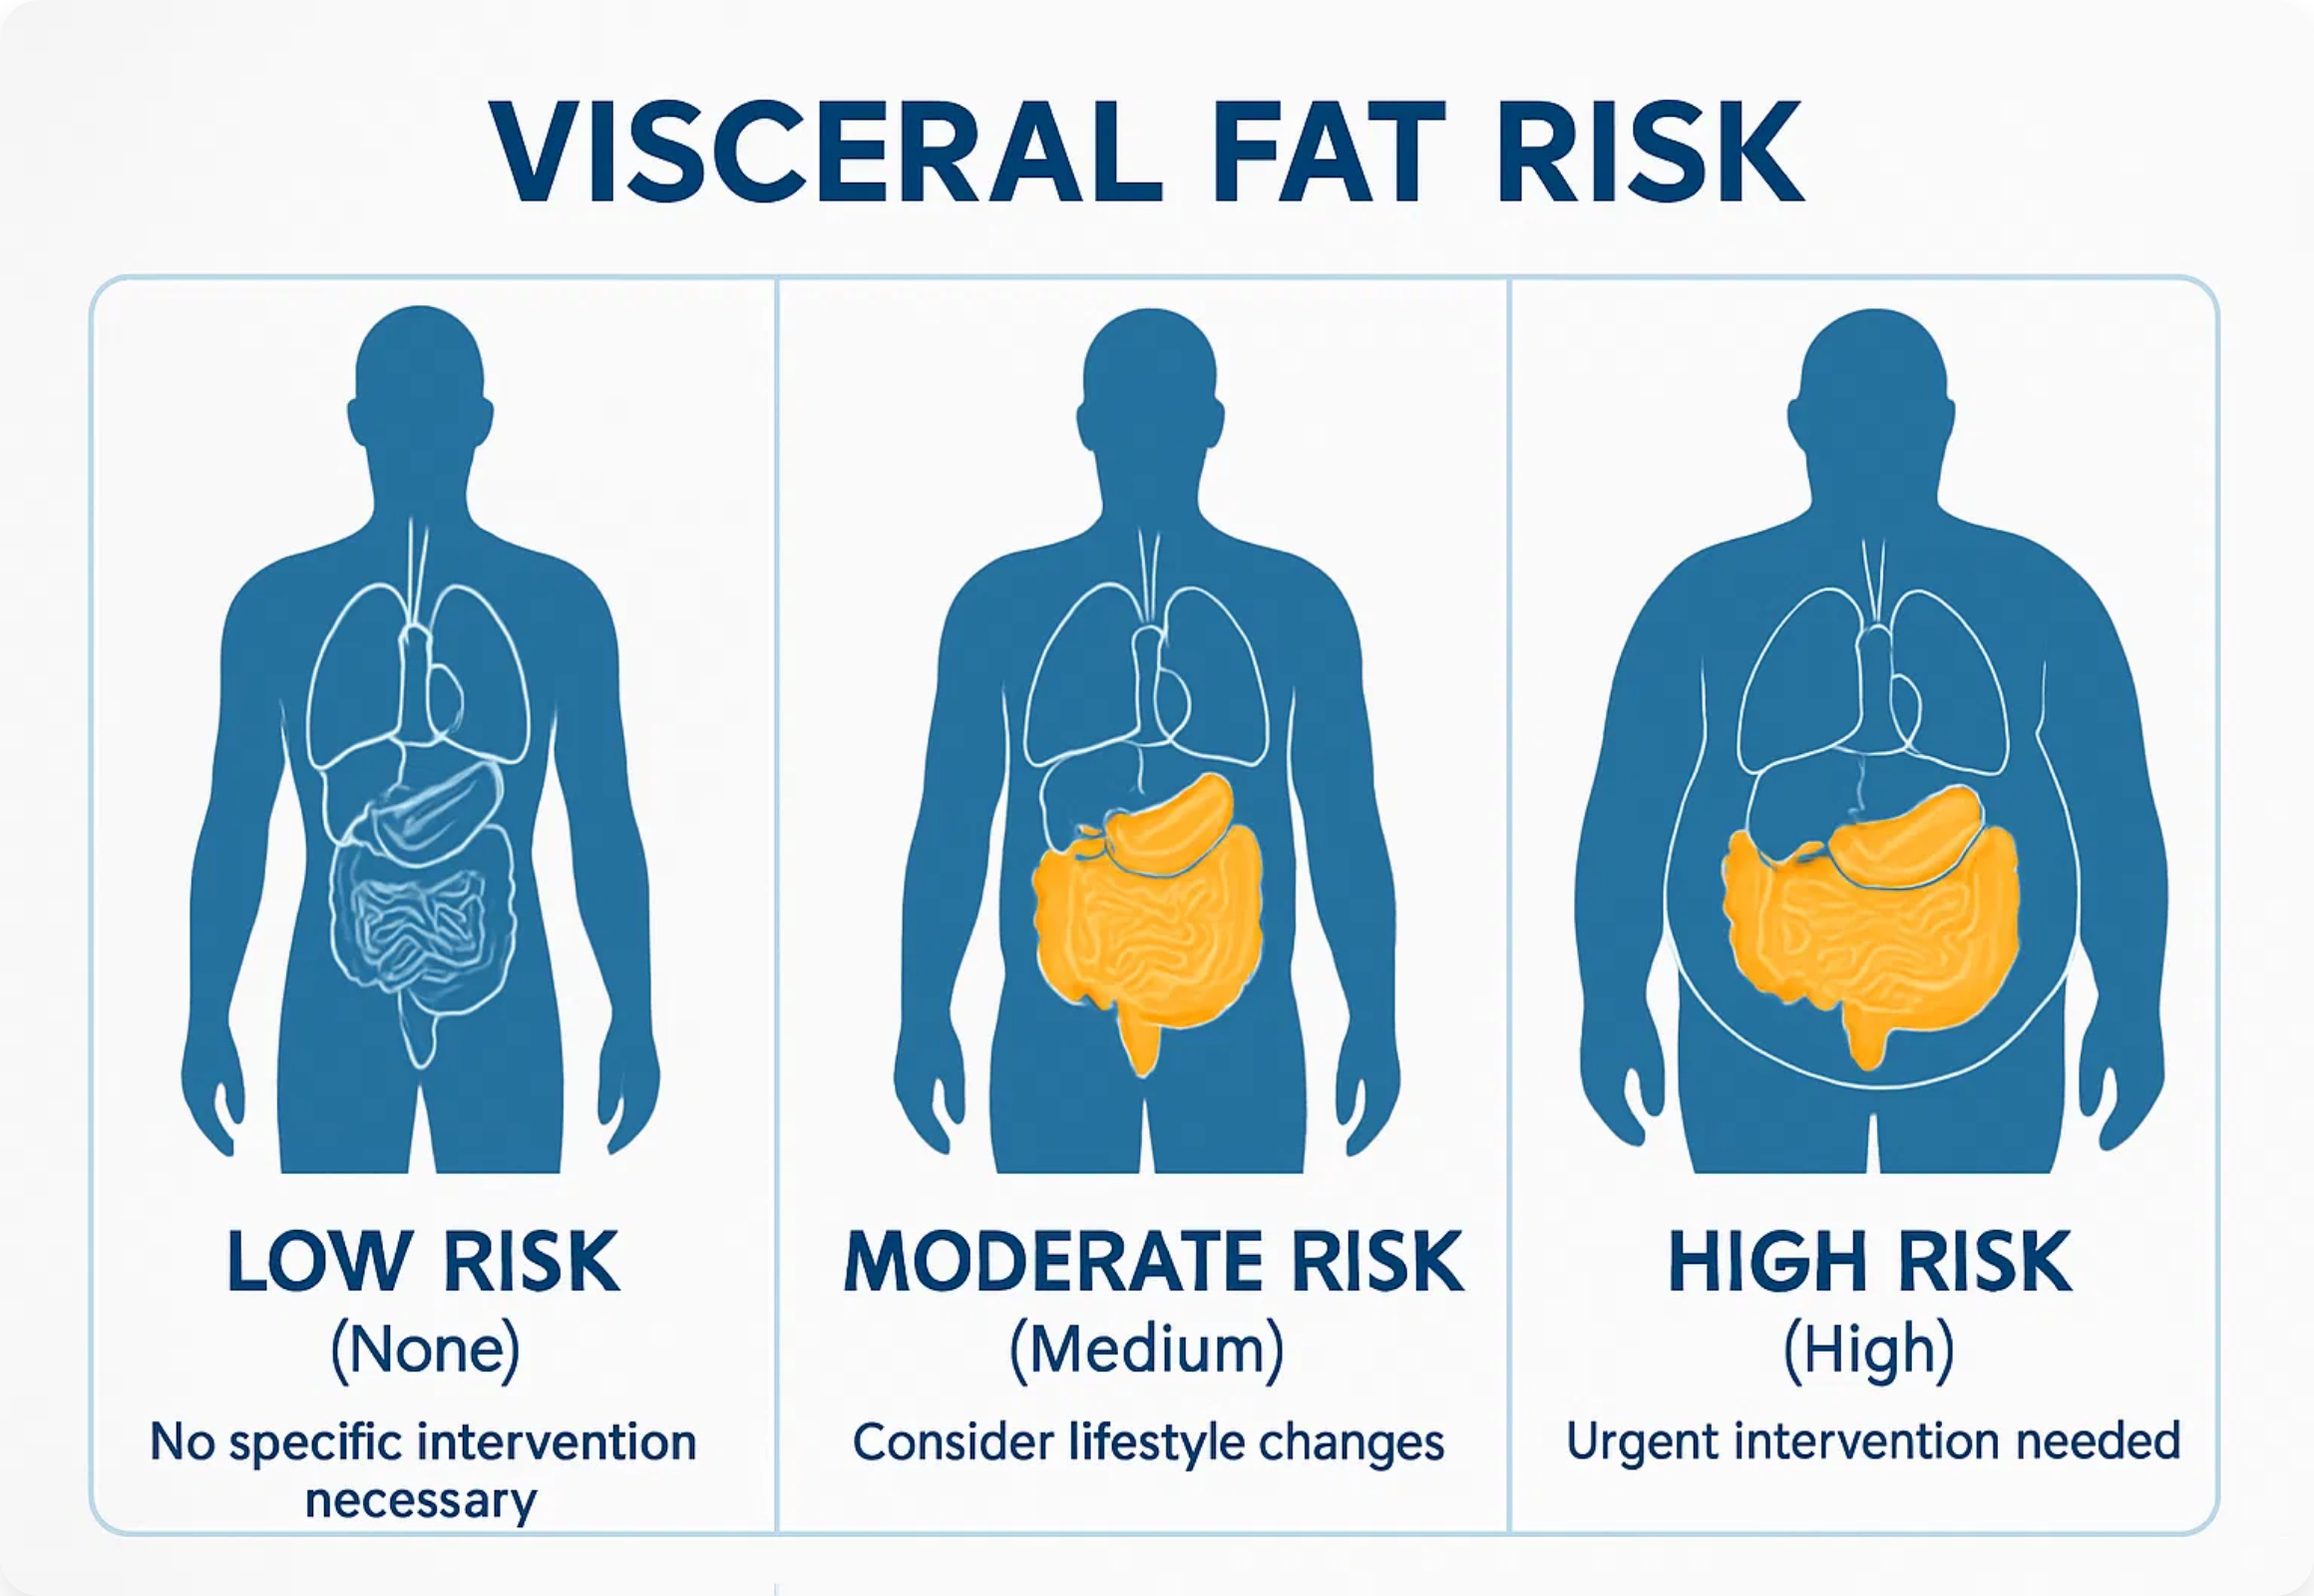 VISCERAL FAT RISK
LOW RISK
(None)
No specific intervention
necessary
MODERATE RISK
(Medium)
Consider lifestyle changes
HIGH RISK
(High)
Urgent intervention needed